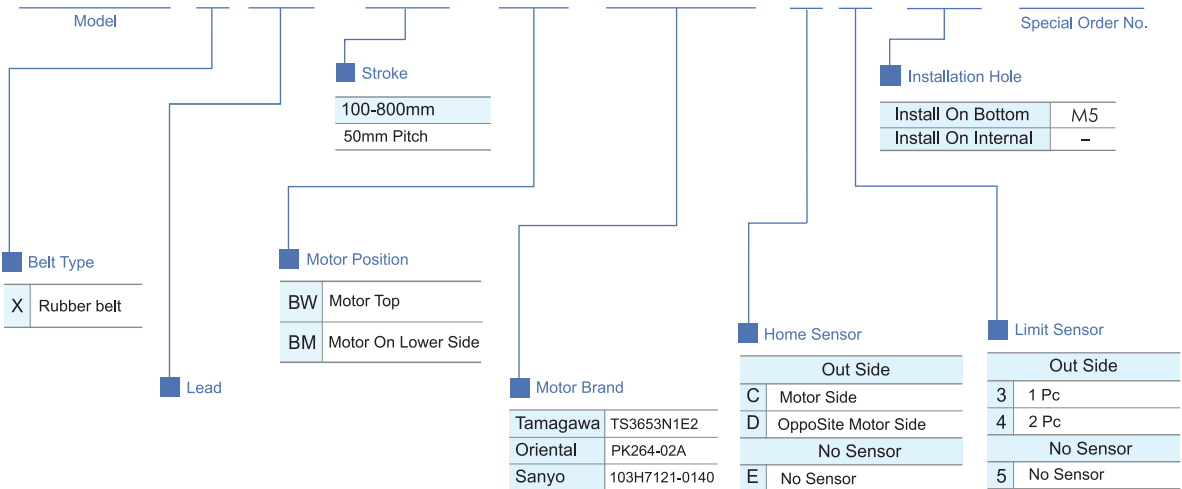 Model
Special Order No.
Stroke
100-800mm
50mm Pitch
Installation Hole
Install On Bottom M5
Install On Internal –
Belt Type
X Rubber belt
Motor Position
BW Motor Top
BM Motor On Lower Side
Lead
Motor Brand
Tamagawa TS3653N1E2
Oriental PK264-02A
Sanyo 103H7121-0140
Home Sensor
Out Side
C Motor Side
D OppoSite Motor Side
No Sensor
E No Sensor
Limit Sensor
Out Side
3 1 Pc
4 2 Pc
No Sensor
5 No Sensor